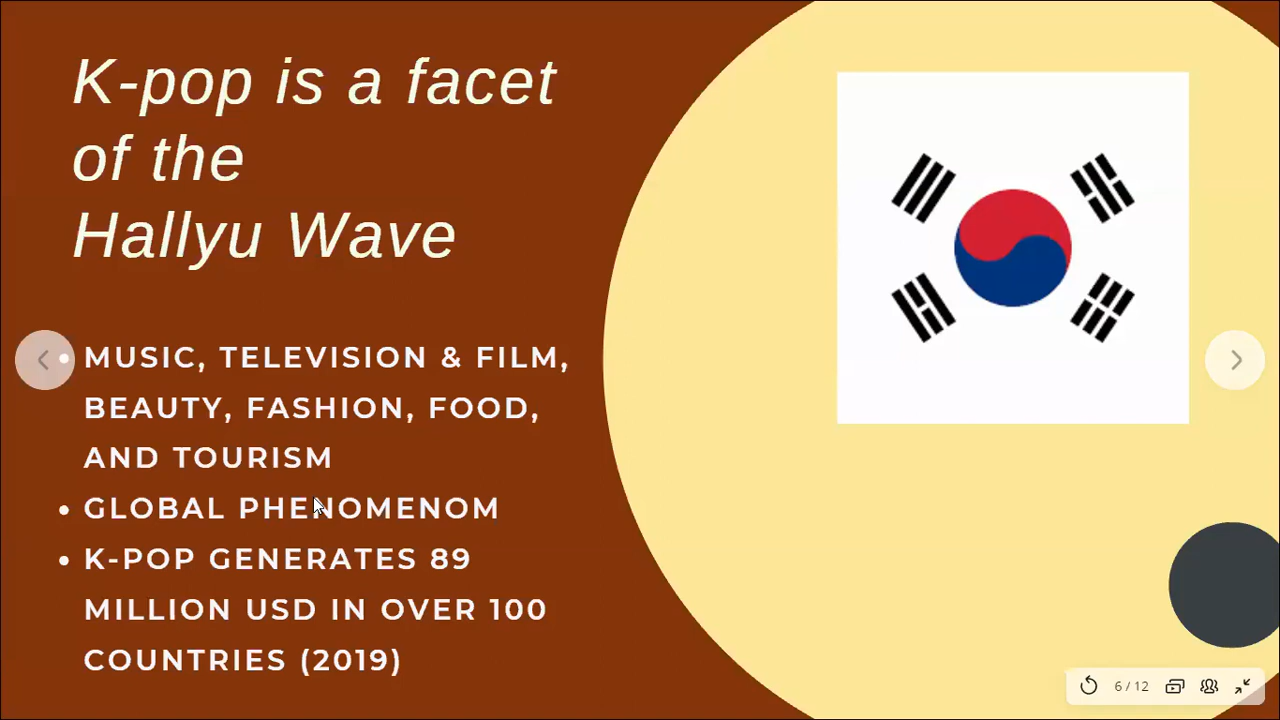 K-pop is a facet
of the
Hallyu Wave
MUSIC, TELEVISION & FILM,
BEAUTY, FASHION, FOOD,
AND TOURISM
GLOBAL PHENOMENOM
K-POP GENERATES 89
MILLION USD IN OVER 100
COUNTRIES (2019)
6 / 12